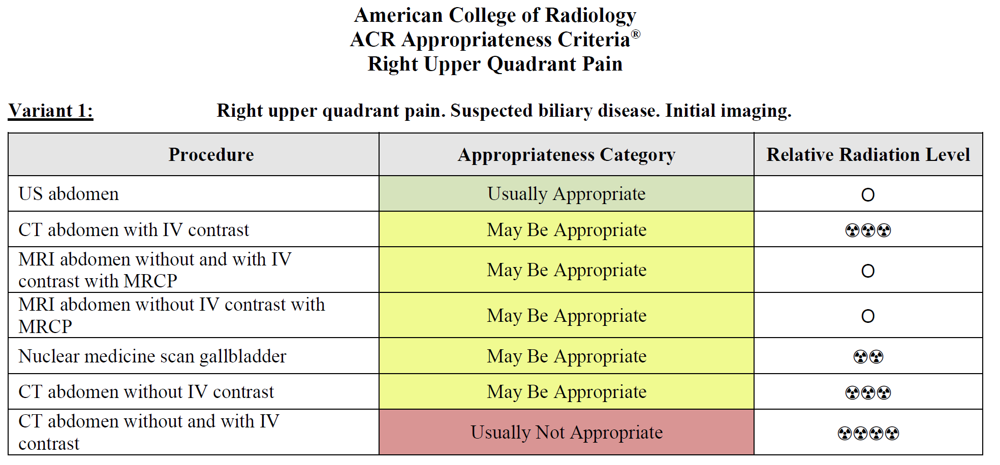 American College of Radiology
ACR Appropriateness Criteria®
Right Upper Quadrant Pain
Variant 1: Right upper quadrant pain. Suspected biliary disease. Initial imaging.
Procedure Appropriateness Category Relative Radiation Level
US abdomen Usually Appropriate O
CT abdomen with IV contrast May Be Appropriate ☢☢☢
MRI abdomen without and with IV
contrast with MRCP May Be Appropriate O
MRI abdomen without IV contrast with
MRCP May Be Appropriate O
Nuclear medicine scan gallbladder May Be Appropriate ☢☢
CT abdomen without IV contrast May Be Appropriate ☢☢☢
CT abdomen without and with IV
contrast Usually Not Appropriate ☢☢☢☢